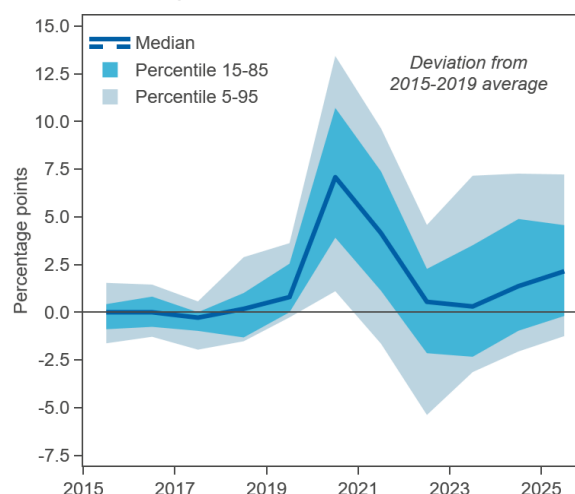 15.0
12.5
10.0
7.5
5.0
2.5
0.0
-2.5
-5.0
-7.5
Percentage points
Median
Percentile 15-85
Percentile 5-95
Deviation from
2015-2019 average
2015 2017 2019 2021 2023 2025